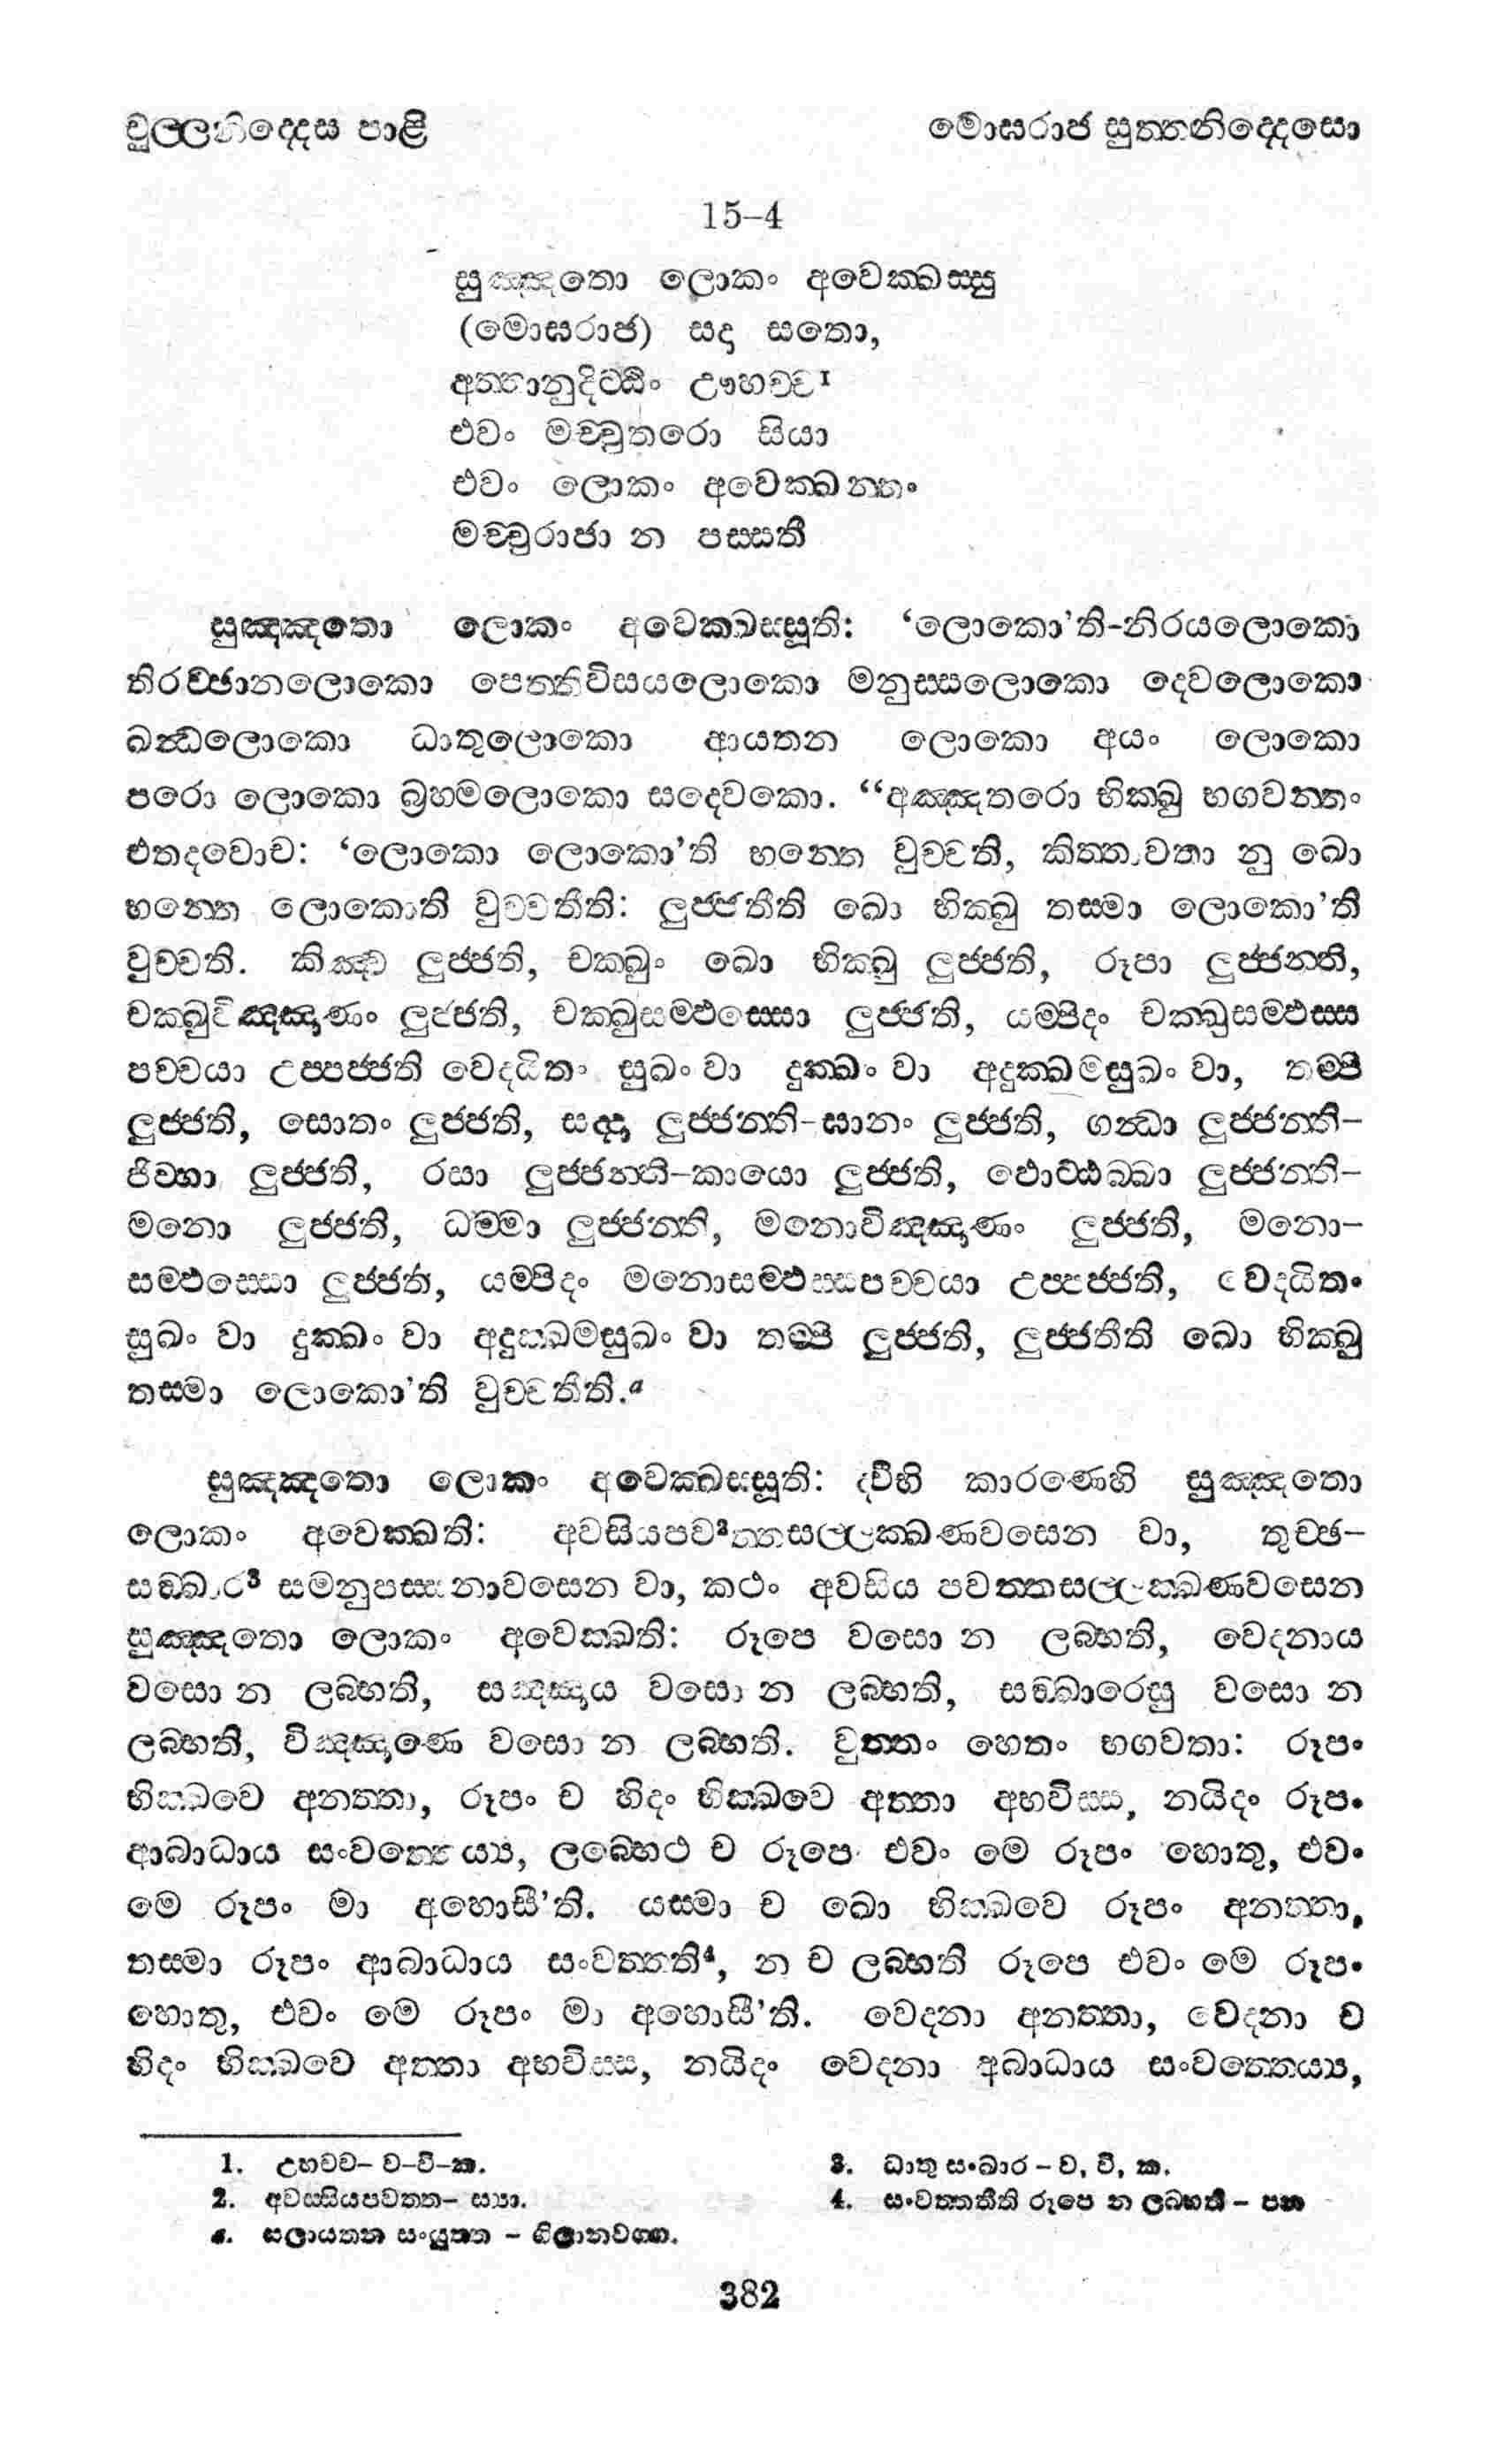 චුල්ලනිද්දෙස පාළි
මොඝරාජ සුත්තනිද්දෙසො
15–4
සුඤ්ඤතො ලොකං අවෙක්ඛස්සු
(මොඝරාජ) සදා සතො,
අත්තානුදිට්ඨිං ඌහච්ච¹
එවං මච්චුතරො සියා
එවං ලොකං අවෙක්ඛන්තං
මච්චුරාජා න පස්සති
සුඤ්ඤතො ලොකං අවෙක්ඛස්සූති: ‘ලොකො’ති-නිරයලොකො
තිරච්ඡානලොකො පෙත්තිවිසයලොකො මනුස්සලොකො දෙවලොකො
ඛන්ධලොකො ධාතුලොකො ආයතන ලොකො අයං ලොකො
පරො ලොකො බ්‍රහ්මලොකො සදෙවකො. “අඤ්ඤතරො භික්ඛු භගවන්තං
එතදවොච: ‘ලොකො ලොකො’ති භන්තෙ වුච්චති, කිත්තාවතා නු ඛො
භන්තෙ ලොකොති වුච්චතීති: ලුජ්ජතීති ඛො භික්ඛු තස්මා ලොකො’ති
වුච්චති. කිඤ්ච ලුජ්ජති, චක්ඛුං ඛො භික්ඛු ලුජ්ජති, රූපා ලුජ්ජන්ති,
චක්ඛුවිඤ්ඤාණං ලුජ්ජති, චක්ඛුසම්ඵස්සො ලුජ්ජති, යම්පිදං චක්ඛුසම්ඵස්ස
පච්චයා උප්පජ්ජති වෙදයිතං සුඛං වා දුක්ඛං වා අදුක්ඛමසුඛං වා, තම්පි
ලුජ්ජති, සොතං ලුජ්ජති, සද්දා ලුජ්ජන්ති-ඝානං ලුජ්ජති, ගන්ධා ලුජ්ජන්ති–
ජිව්හා ලුජ්ජති, රසා ලුජ්ජන්ති-කායො ලුජ්ජති, ඵොට්ඨබ්බා ලුජ්ජන්ති–
මනො ලුජ්ජති, ධම්මා ලුජ්ජන්ති, මනොවිඤ්ඤාණං ලුජ්ජති, මනො–
සම්ඵස්සො ලුජ්ජති, යම්පිදං මනොසම්ඵස්සපච්චයා උප්පජ්ජති, වෙදයිතං
සුඛං වා දුක්ඛං වා අදුක්ඛමසුඛං වා තම්පි ලුජ්ජති, ලුජ්ජතීති ඛො භික්ඛු
තස්මා ලොකො’ති වුච්චතීති.ᵃ
සුඤ්ඤතො ලොකං අවෙක්ඛස්සූති: ද්වීහි කාරණෙහි සුඤ්ඤතො
ලොකං අවෙක්ඛති: අවසියපව²ත්තසල්ලක්ඛණවසෙන වා, තුච්ඡ–
සඞ්ඛාර³ සමනුපස්සනාවසෙන වා, කථං අවසිය පවත්තසල්ලක්ඛණවසෙන
සුඤ්ඤතො ලොකං අවෙක්ඛති: රූපෙ වසො න ලබ්භති, වෙදනාය
වසො න ලබ්භති, සඤ්ඤාය වසො න ලබ්භති, සඞ්ඛාරෙසු වසො න
ලබ්භති, විඤ්ඤාණෙ වසො න ලබ්භති. වුත්තං හෙතං භගවතා: රූපං
භික්ඛවෙ අනත්තා, රූපං ච හිදං භික්ඛවෙ අත්තා අභවිස්ස, නයිදං රූපං
ආබාධාය සංවත්තෙය්‍ය, ලබ්භෙථ ච රූපෙ එවං මෙ රූපං හොතු, එවං
මෙ රූපං මා අහොසී’ති. යස්මා ච ඛො භික්ඛවෙ රූපං අනත්තා,
තස්මා රූපං ආබාධාය සංවත්තති⁴, න ච ලබ්භති රූපෙ එවං මෙ රූපං
හොතු, එවං මෙ රූපං මා අහොසී’ති. වෙදනා අනත්තා, වෙදනා ච
හිදං භික්ඛවෙ අත්තා අභවිස්ස, නයිදං වෙදනා අබාධාය සංවත්තෙය්‍ය,
1. උහච්ච– ව–වි–ක.
2. අවස්සියපවත්ත– ස්‍යා.
a. සලායතන සංයුත්ත – ගිලානවග්ග.
3. ධාතු සංඛාර – ව, වි, ක.
4. සංවත්තතීති රූපෙ න ලබ්භති – පන
382